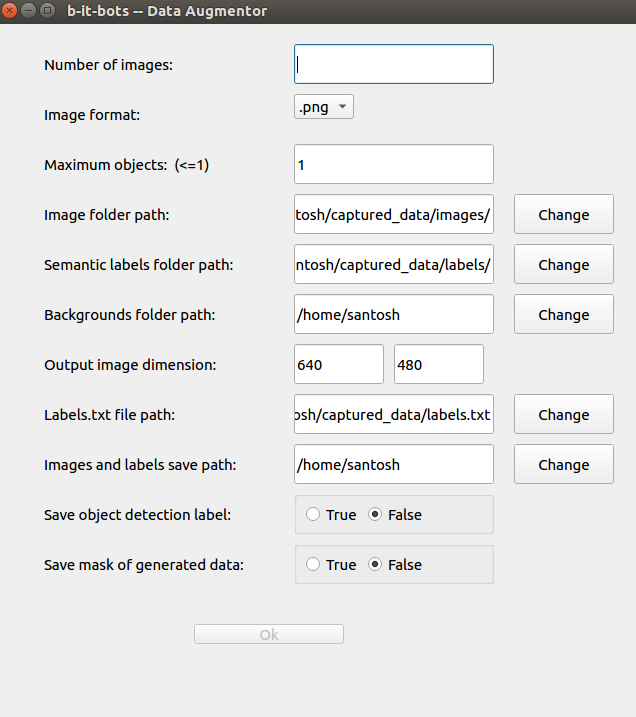 b-it-bots -- Data Augmentor
Number of images:
Image format: .png
Maximum objects: (<=1) 1
Image folder path: tosh/captured_data/images/ Change
Semantic labels folder path: ntosh/captured_data/labels/ Change
Backgrounds folder path: /home/santosh Change
Output image dimension: 640 480
Labels.txt file path: osh/captured_data/labels.txt Change
Images and labels save path: /home/santosh Change
Save object detection label: True False
Save mask of generated data: True False
Ok